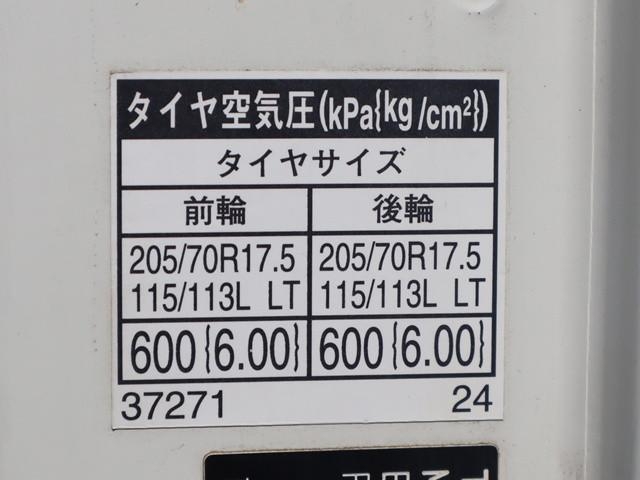 タイヤ空気圧(kPa{kg/cm²})
タイヤサイズ
前輪 後輪
205/70R17.5 205/70R17.5
115/113L LT 115/113L LT
600{6.00} 600{6.00}
37271 24